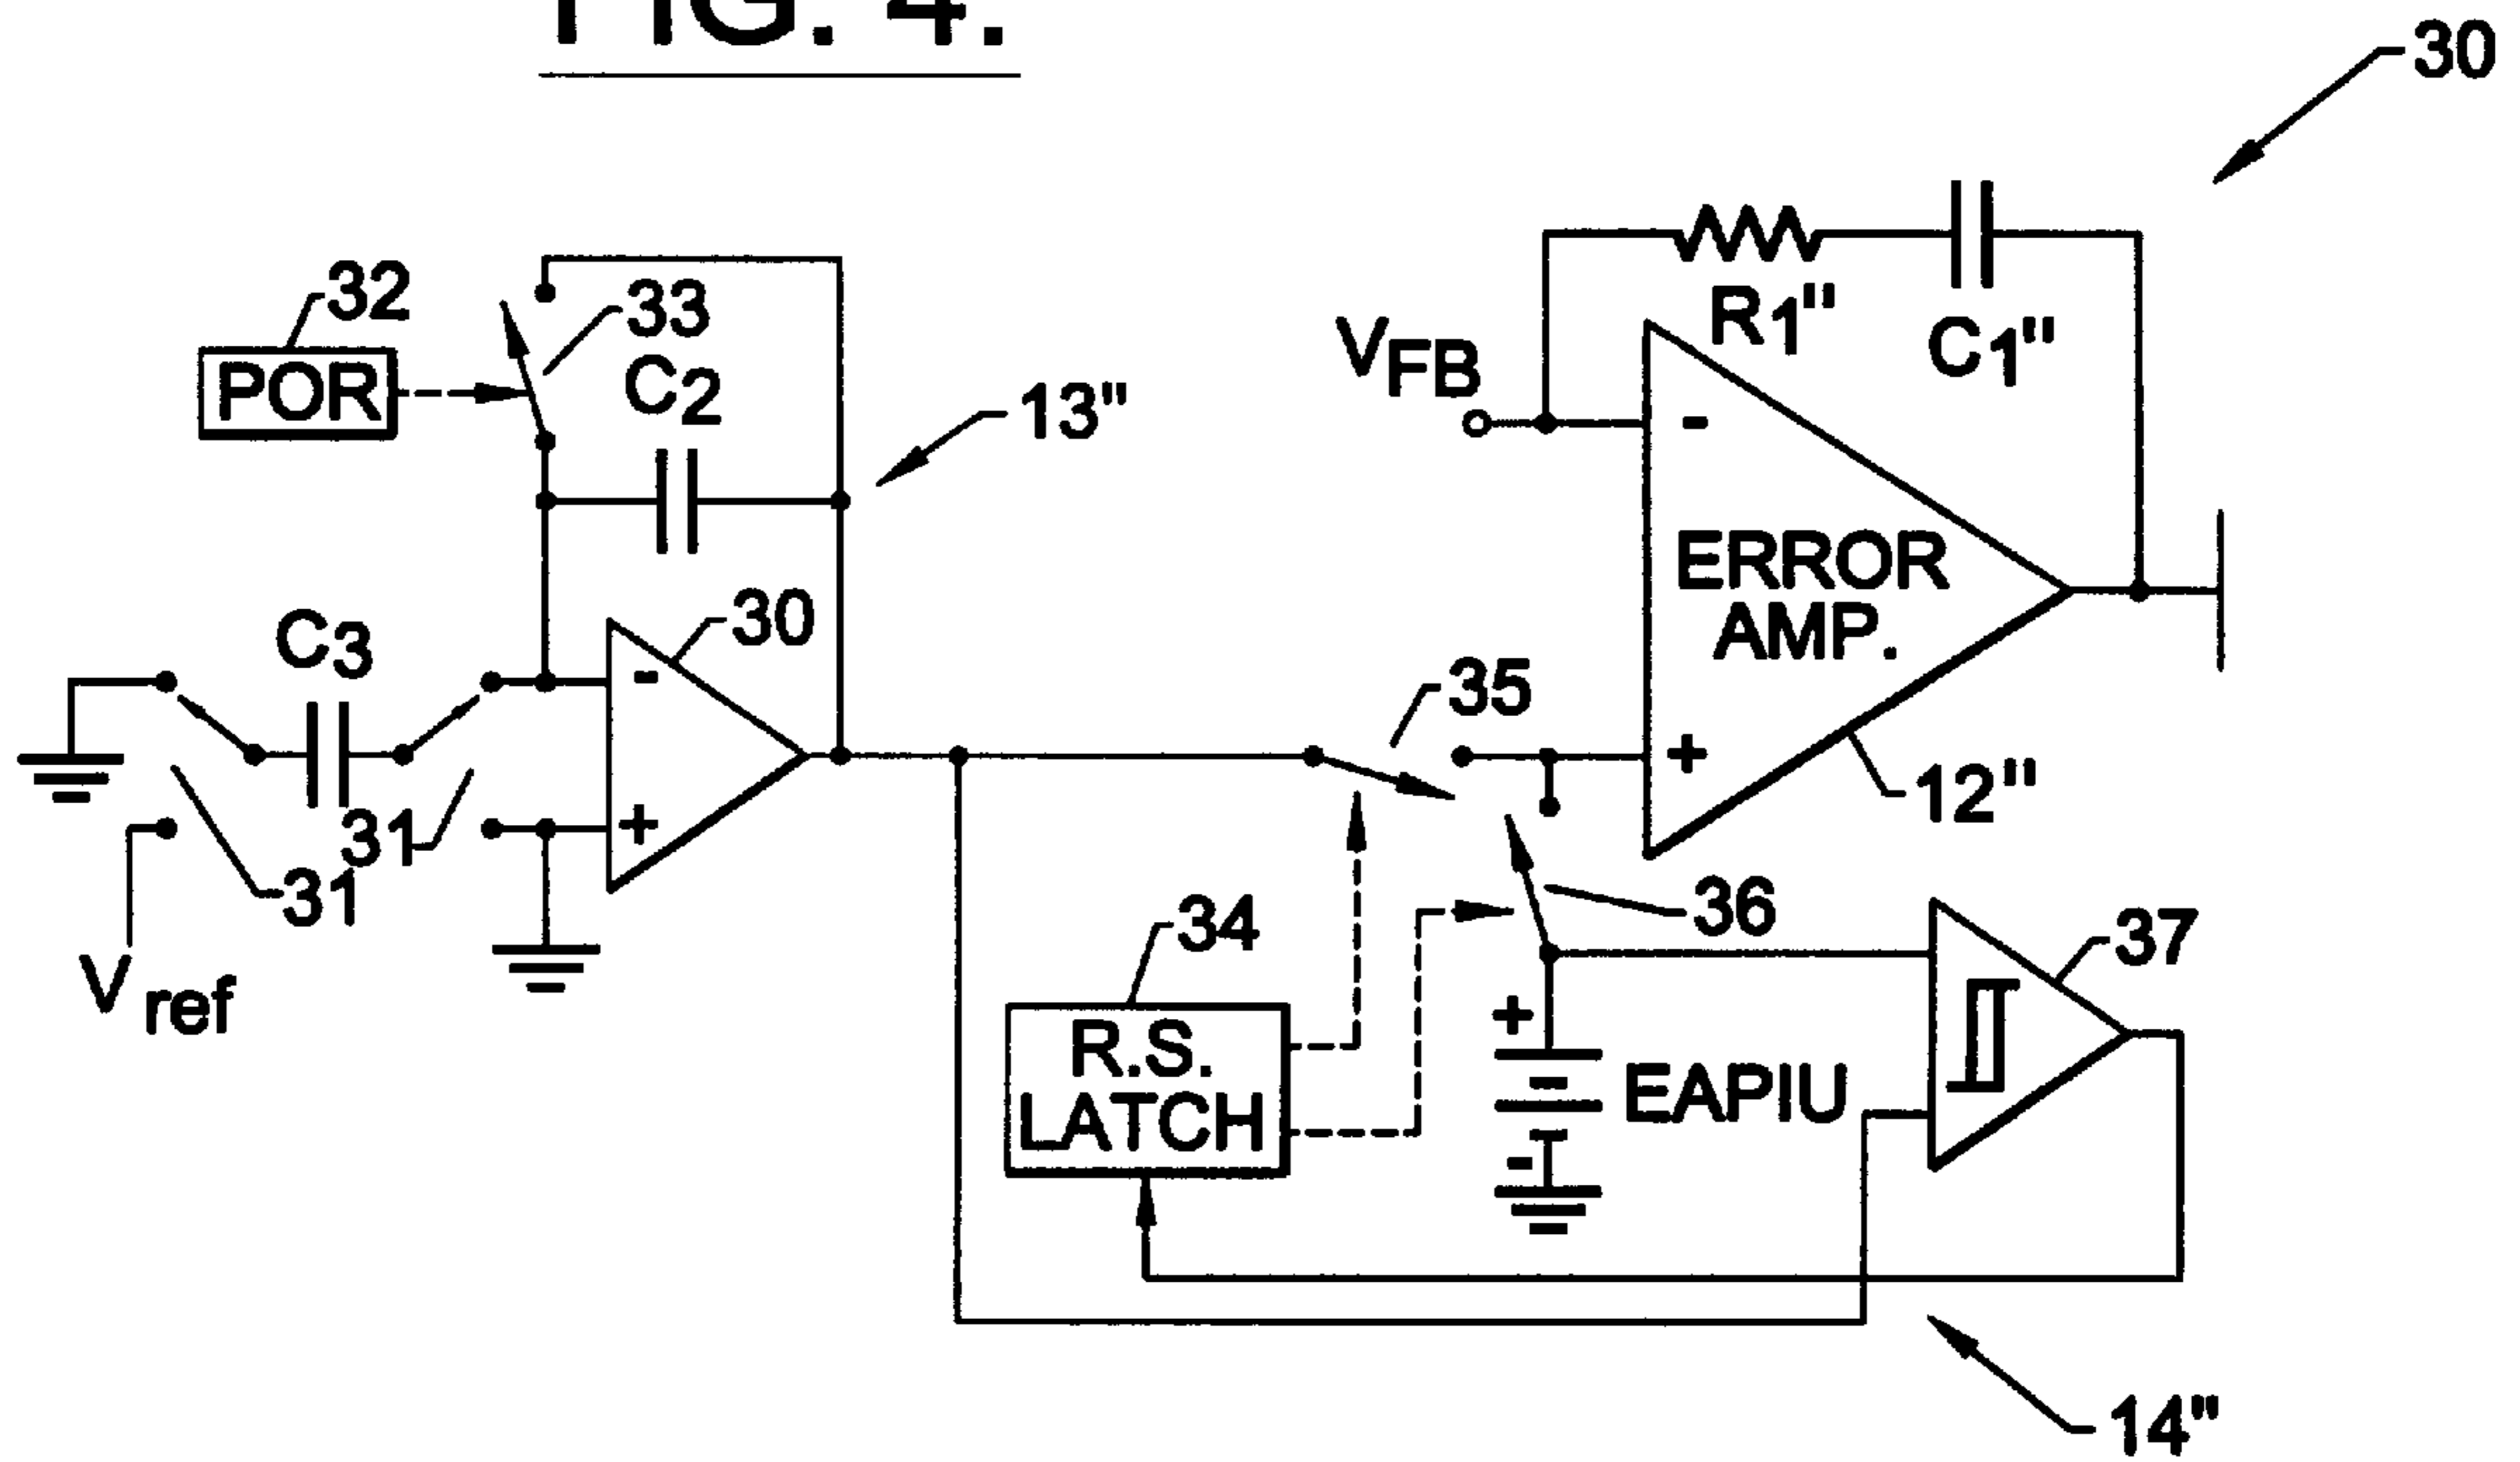 FIG. 4.
30
32
33
POR
C2
13"
VFB
R1"
C1"
-
ERROR
AMP.
30
C3
-
35
+
12"
31
+
31
Vref
34
36
37
+
R.S.
LATCH
EAPIU
-
14"